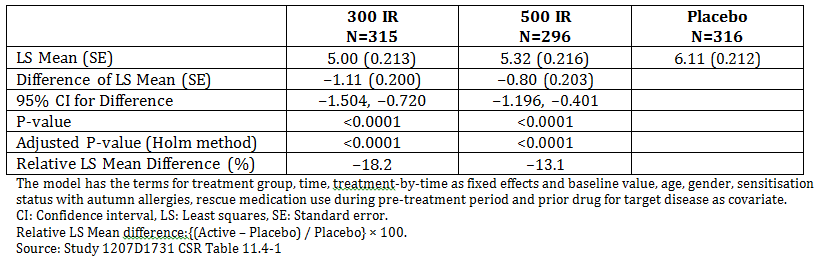 300 IR 500 IR Placebo
N=315 N=296 N=316
LS Mean (SE) 5.00 (0.213) 5.32 (0.216) 6.11 (0.212)
Difference of LS Mean (SE) −1.11 (0.200) −0.80 (0.203)
95% CI for Difference −1.504, −0.720 −1.196, −0.401
P-value <0.0001 <0.0001
Adjusted P-value (Holm method) <0.0001 <0.0001
Relative LS Mean Difference (%) −18.2 −13.1
The model has the terms for treatment group, time, treatment-by-time as fixed effects and baseline value, age, gender, sensitisation
status with autumn allergies, rescue medication use during pre-treatment period and prior drug for target disease as covariate.
CI: Confidence interval, LS: Least squares, SE: Standard error.
Relative LS Mean difference:{(Active – Placebo) / Placebo} × 100.
Source: Study 1207D1731 CSR Table 11.4-1